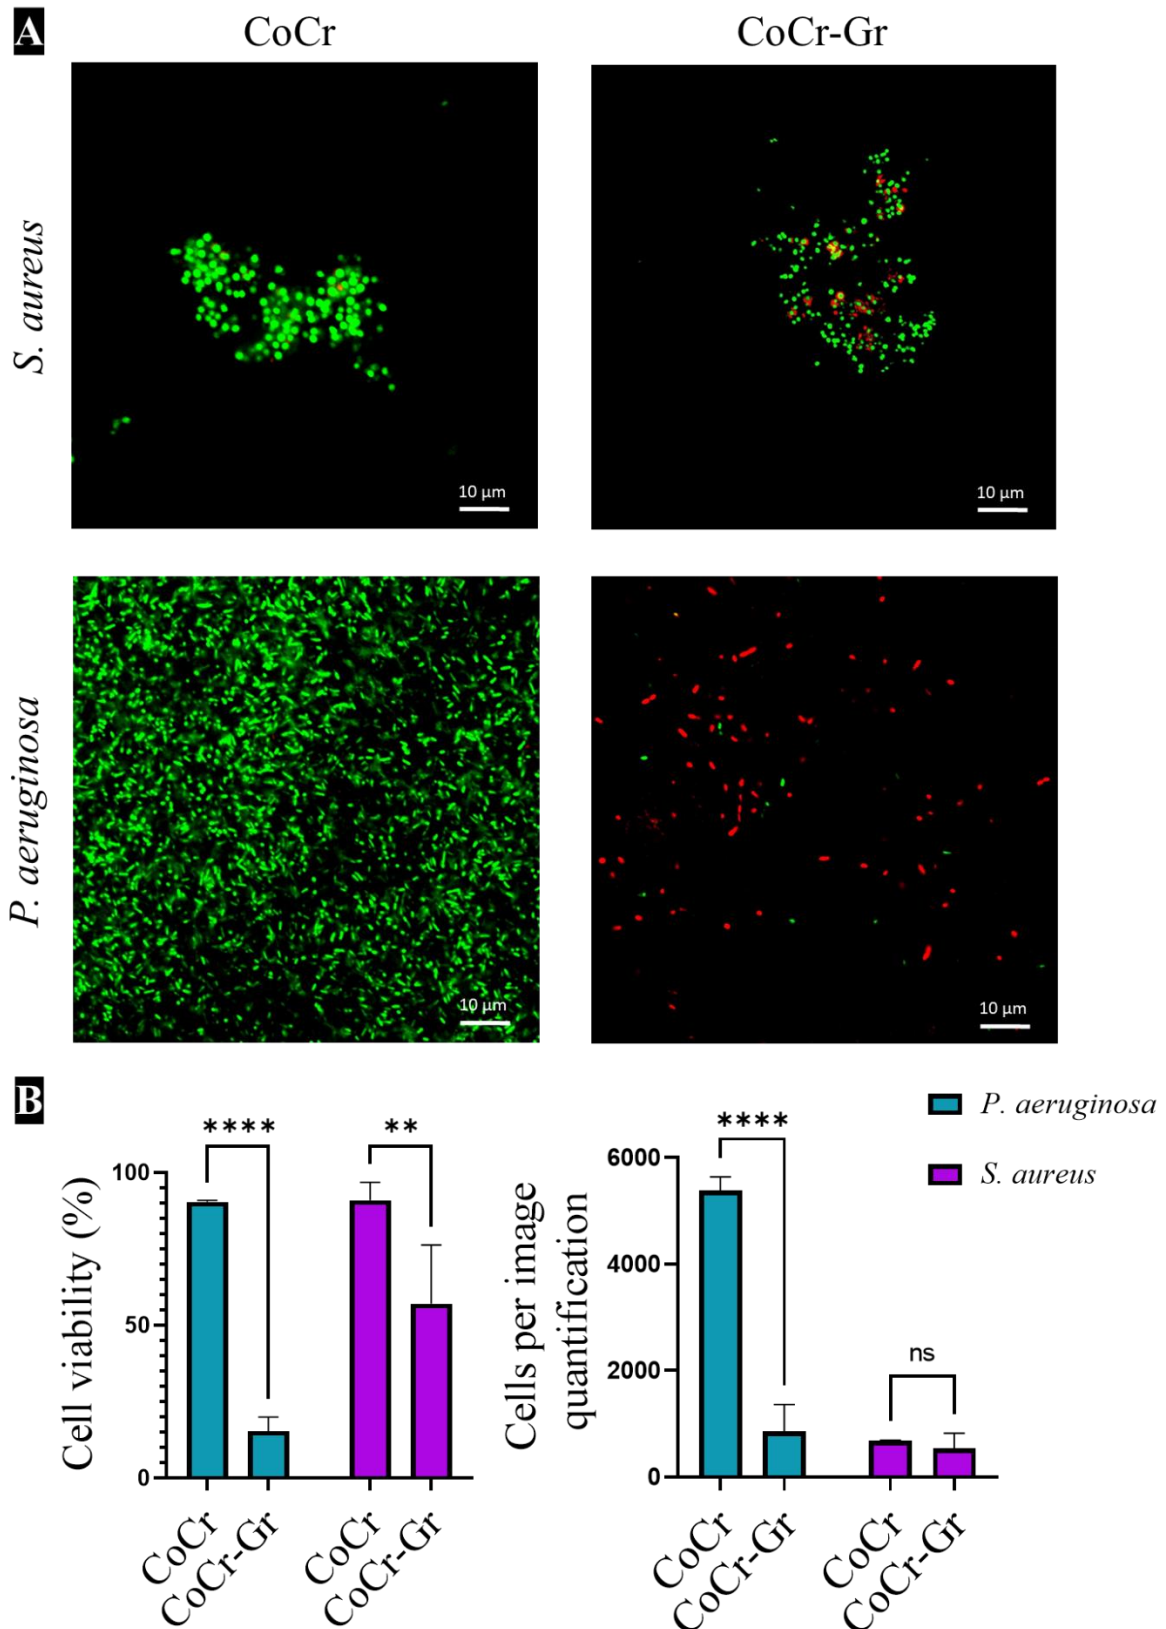 A
CoCr
CoCr-Gr
S. aureus
10 µm
10 µm
P. aeruginosa
10 µm
10 µm
B
P. aeruginosa
S. aureus
Cell viability (%)
100
50
0
****
**
CoCr
CoCr-Gr
CoCr
CoCr-Gr
Cells per image
quantification
6000
4000
2000
0
****
ns
CoCr
CoCr-Gr
CoCr
CoCr-Gr